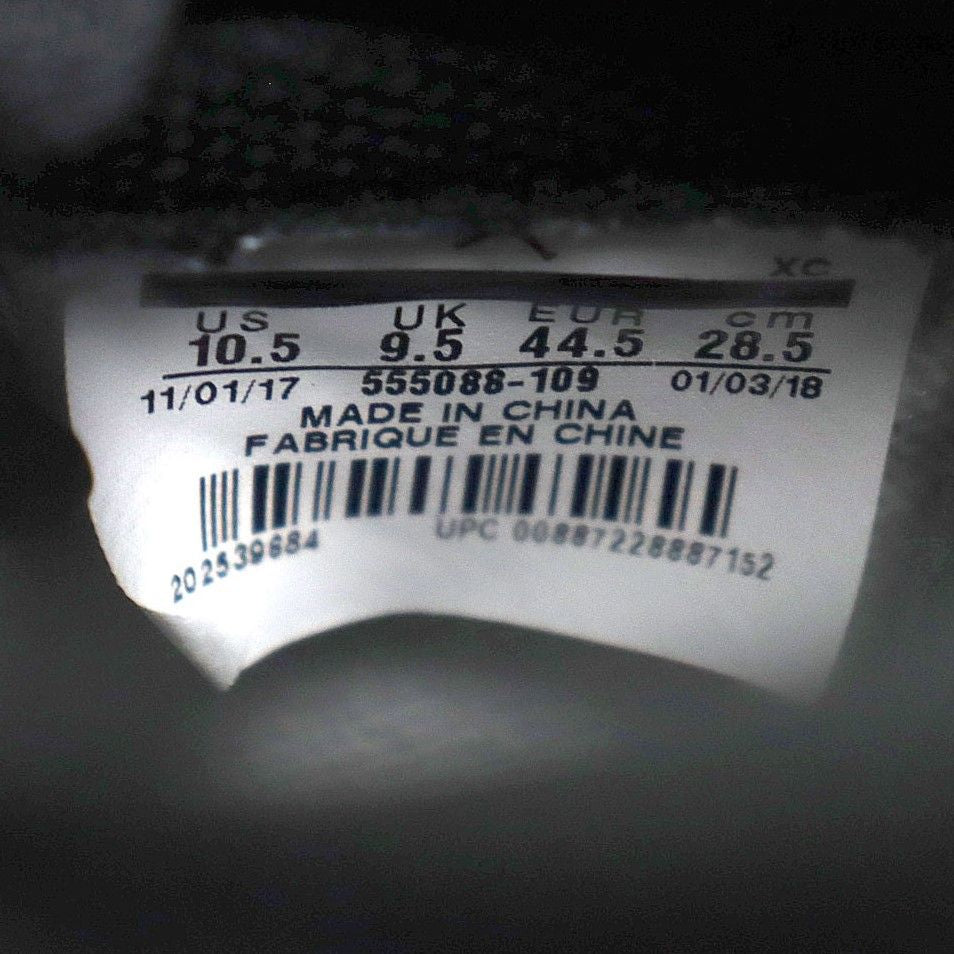 XC
US UK EUR cm
10.5 9.5 44.5 28.5
11/01/17 555088-109 01/03/18
MADE IN CHINA
FABRIQUE EN CHINE
202539684 UPC 00887228887152